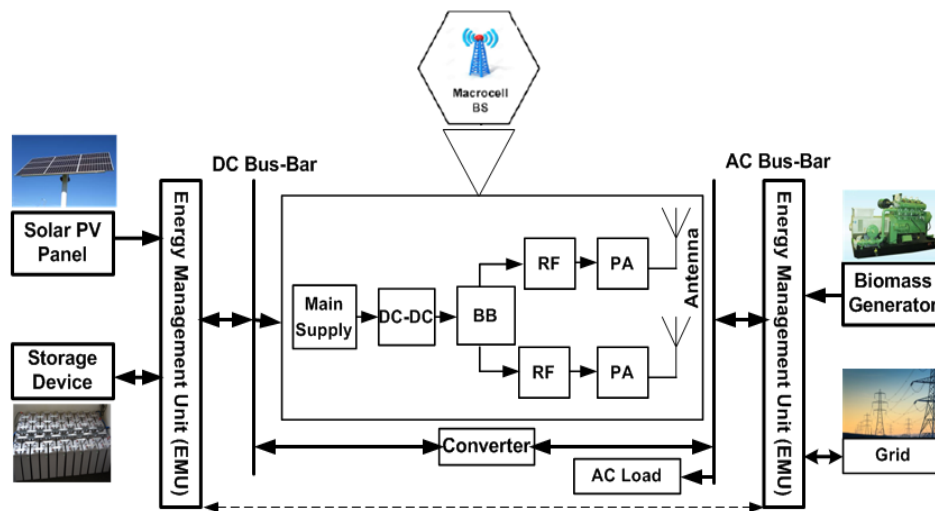 Macrocell
BS
DC Bus-Bar
AC Bus-Bar
Solar PV
Panel
Storage
Device
Energy Management Unit (EMU)
Main
Supply
DC-DC
BB
RF
PA
RF
PA
Antenna
Converter
AC Load
Energy Management Unit (EMU)
Biomass
Generator
Grid